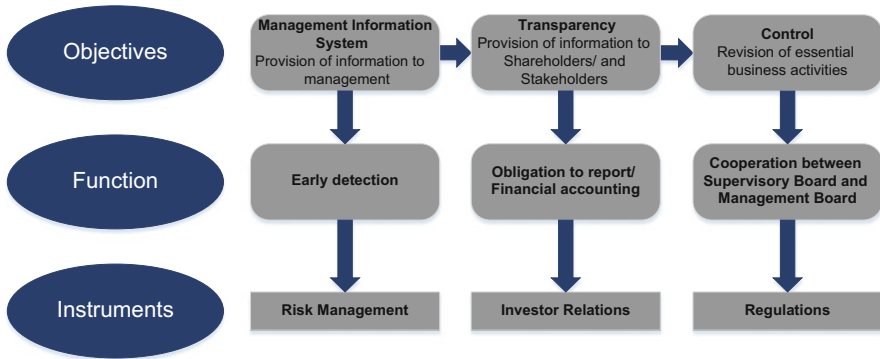 Objectives
Management Information
System
Provision of information to
management
Transparency
Provision of information to
Shareholders/ and
Stakeholders
Control
Revision of essential
business activities
Function
Early detection
Obligation to report/
Financial accounting
Cooperation between
Supervisory Board and
Management Board
Instruments
Risk Management
Investor Relations
Regulations